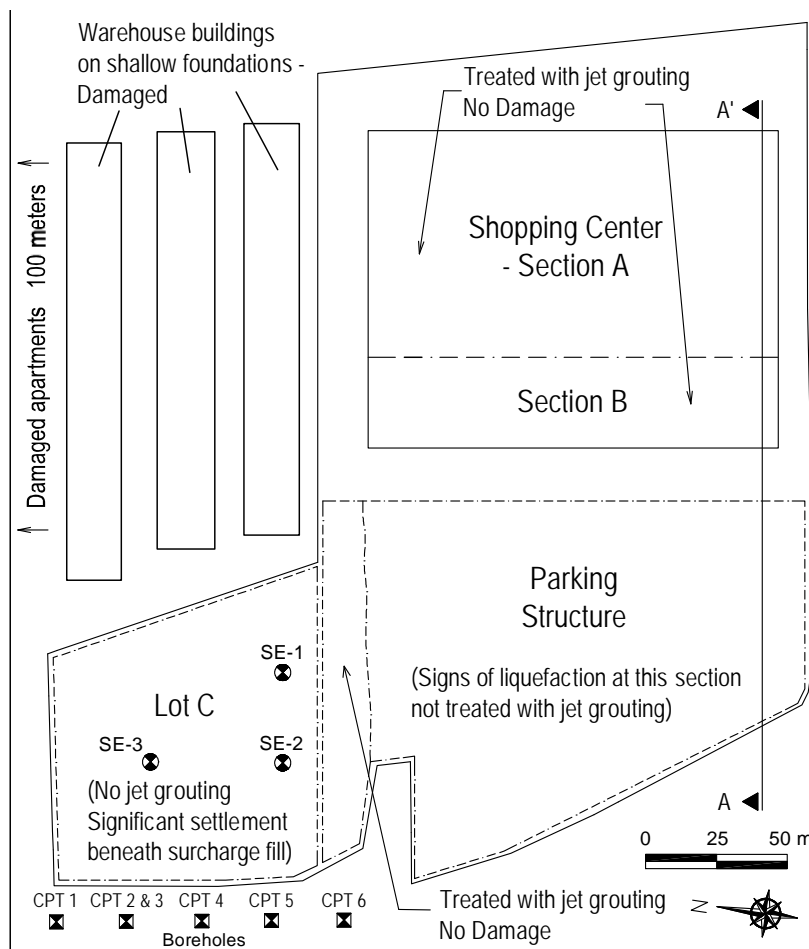 Warehouse buildings
on shallow foundations -
Damaged
Treated with jet grouting
No Damage
A'
Damaged apartments 100 meters
Shopping Center
- Section A
Section B
Parking
Structure
(Signs of liquefaction at this section
not treated with jet grouting)
SE-1
Lot C
SE-3
SE-2
(No jet grouting
Significant settlement
beneath surcharge fill)
A
0 25 50 m
CPT 1 CPT 2 & 3 CPT 4 CPT 5 CPT 6
Boreholes
Treated with jet grouting
No Damage
N